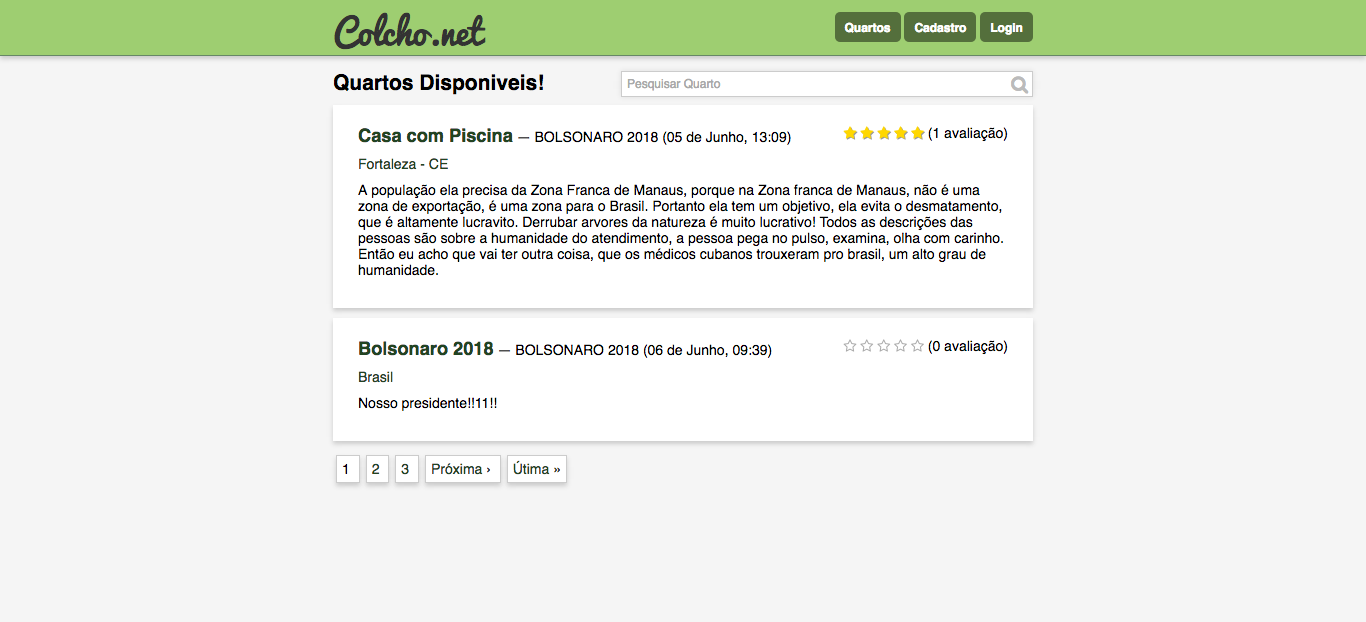 Colcho.net
Quartos Cadastro Login
Quartos Disponiveis!
Pesquisar Quarto
Casa com Piscina — BOLSONARO 2018 (05 de Junho, 13:09) (1 avaliação)
Fortaleza - CE
A população ela precisa da Zona Franca de Manaus, porque na Zona franca de Manaus, não é uma
zona de exportação, é uma zona para o Brasil. Portanto ela tem um objetivo, ela evita o desmatamento,
que é altamente lucravito. Derrubar arvores da natureza é muito lucrativo! Todos as descrições das
pessoas são sobre a humanidade do atendimento, a pessoa pega no pulso, examina, olha com carinho.
Então eu acho que vai ter outra coisa, que os médicos cubanos trouxeram pro brasil, um alto grau de
humanidade.
Bolsonaro 2018 — BOLSONARO 2018 (06 de Junho, 09:39) (0 avaliação)
Brasil
Nosso presidente!!11!!
1 2 3 Próxima › Útima »